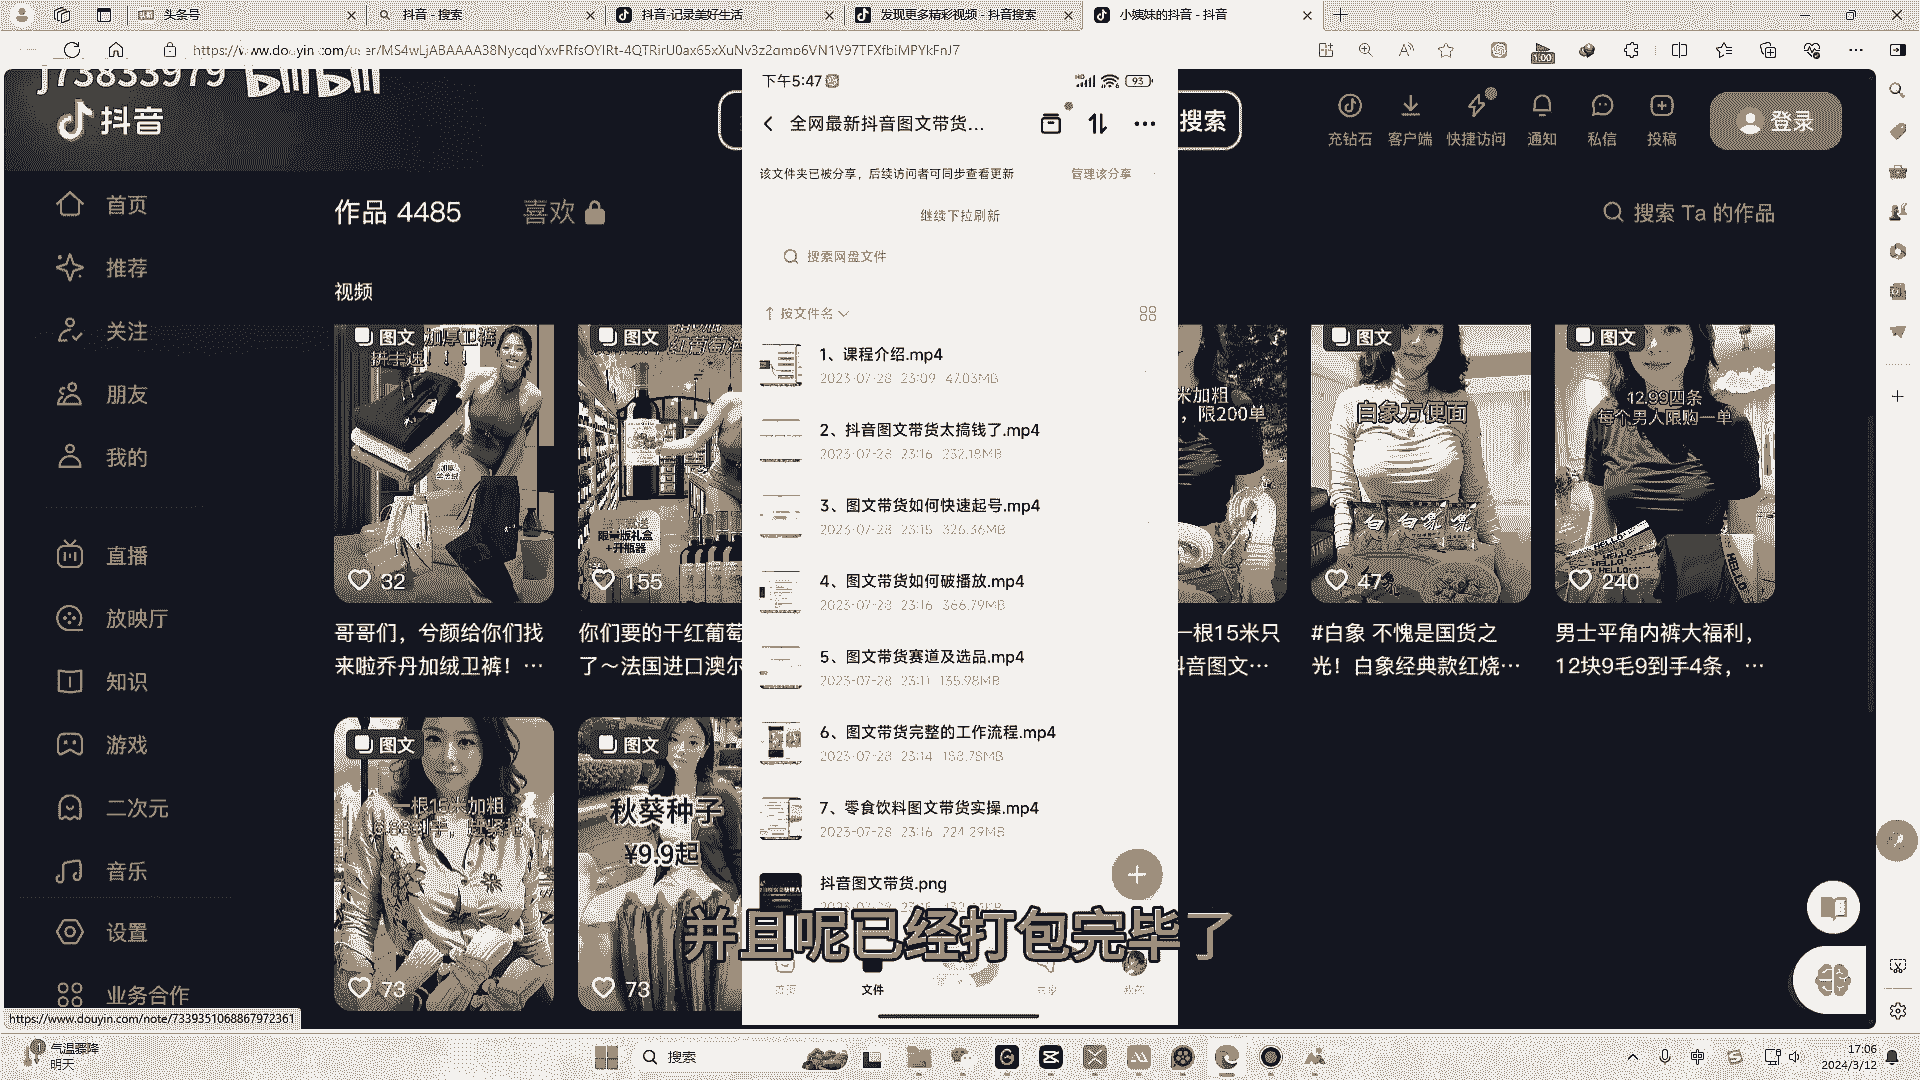 头条号
抖音 - 搜索
抖音-记录美好生活
发现更多精彩视频 - 抖音搜索
小姨妹的抖音 - 抖音
j73833979 bilibili
抖音
搜索
充钻石
客户端
快捷访问
通知
私信
投稿
登录
首页
推荐
关注
朋友
我的
直播
放映厅
知识
游戏
二次元
音乐
设置
业务合作
作品 4485
喜欢
搜索 Ta 的作品
视频
图文
32
哥哥们，兮颜给你们找
来啦乔丹加绒卫裤！…
图文
限量版礼盒
+开瓶器
155
你们要的干红葡萄
了～法国进口澳尔
米加粗
，限200单
一根15米只
抖音图文…
图文
白象方便面
47
#白象 不愧是国货之
光！白象经典款红烧…
图文
12.99四条
每个男人限购一单
240
男士平角内裤大福利，
12块9毛9到手4条，…
图文
一根15米加粗
73
图文
秋葵种子
¥9.9起
73
下午5:47
93
全网最新抖音图文带货...
该文件夹已被分享，后续访问者可同步查看更新
管理该分享
继续下拉刷新
搜索网盘文件
按文件名
1、课程介绍.mp4
2023-07-28 23:09 47.03MB
2、抖音图文带货太搞钱了.mp4
2023-07-28 23:16 232.18MB
3、图文带货如何快速起号.mp4
2023-07-28 23:15 326.36MB
4、图文带货如何破播放.mp4
2023-07-28 23:16 366.79MB
5、图文带货赛道及选品.mp4
2023-07-28 23:11 135.98MB
6、图文带货完整的工作流程.mp4
2023-07-28 23:14 188.78MB
7、零食饮料图文带货实操.mp4
2023-07-28 23:16 224.29MB
抖音图文带货.png
并且呢已经打包完毕了
文件
https://www.douyin.com/note/7339351068867972361
气温骤降
明天
搜索
中
17:06
2024/3/12